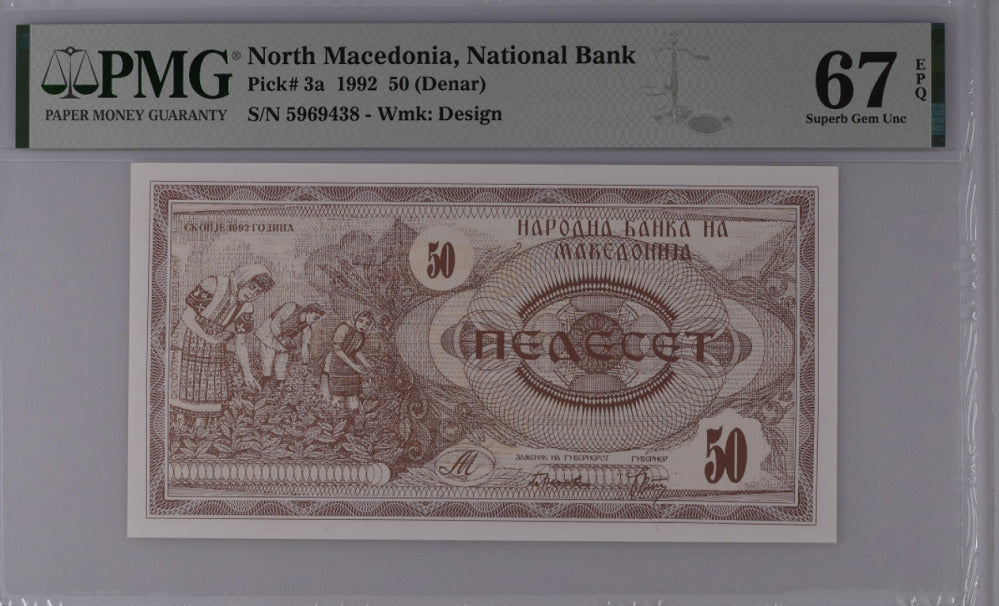 PMG®
PAPER MONEY GUARANTY
North Macedonia, National Bank
Pick# 3a 1992 50 (Denar)
S/N 5969438 - Wmk: Design
67 EPQ
Superb Gem Unc
СКОПЈЕ 1992 ГОДИНА
50
НАРОДНА БАНКА НА
МАКЕДОНИЈА
ПЕДЕСЕТ
ЗАМЕНИК НА ГУВЕРНЕРОТ ГУВЕРНЕР
М
50